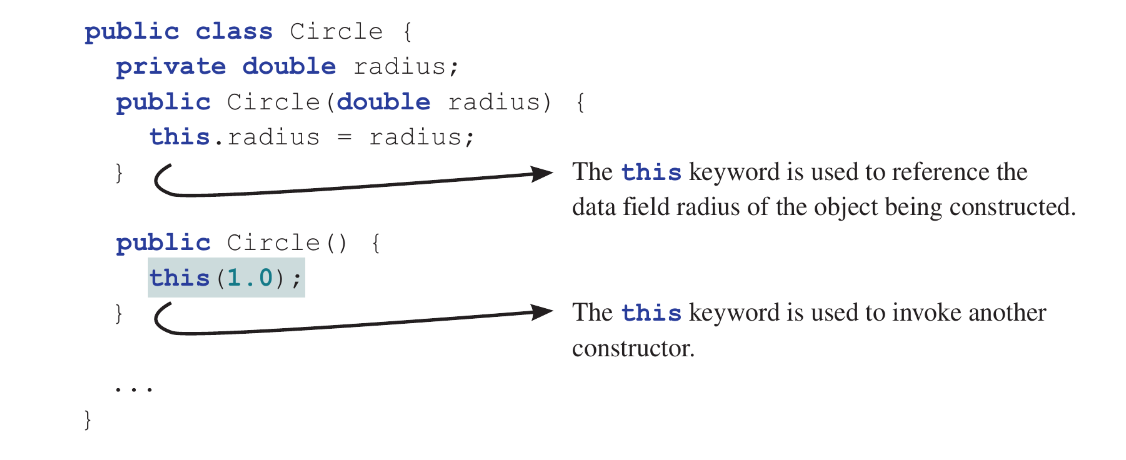 public class Circle {
private double radius;
public Circle(double radius) {
this.radius = radius;
}
The this keyword is used to reference the
data field radius of the object being constructed.
public Circle() {
this(1.0);
}
The this keyword is used to invoke another
constructor.
...
}